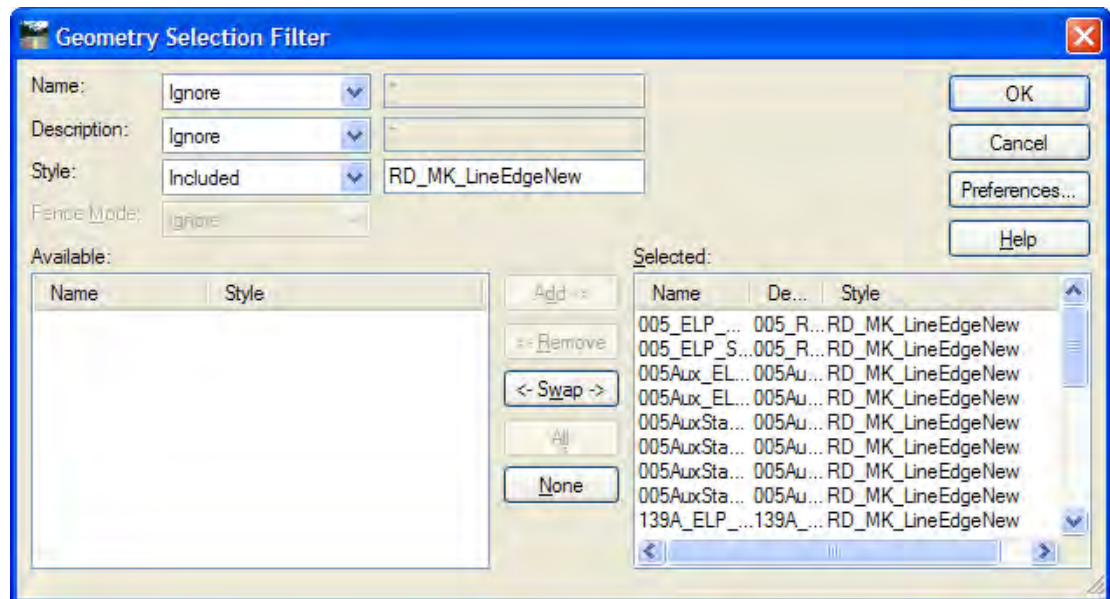 Geometry Selection Filter
Name: Ignore *
Description: Ignore *
Style: Included RD_MK_LineEdgeNew
Fence Mode: Ignore
OK
Cancel
Preferences...
Help
Available:
Name Style
Add ->
<- Remove
<- Swap ->
All
None
Selected:
Name De... Style
005_ELP_... 005_R... RD_MK_LineEdgeNew
005_ELP_S... 005_R... RD_MK_LineEdgeNew
005Aux_EL... 005Au... RD_MK_LineEdgeNew
005Aux_EL... 005Au... RD_MK_LineEdgeNew
005AuxSta... 005Au... RD_MK_LineEdgeNew
005AuxSta... 005Au... RD_MK_LineEdgeNew
005AuxSta... 005Au... RD_MK_LineEdgeNew
005AuxSta... 005Au... RD_MK_LineEdgeNew
139A_ELP_... 139A_... RD_MK_LineEdgeNew